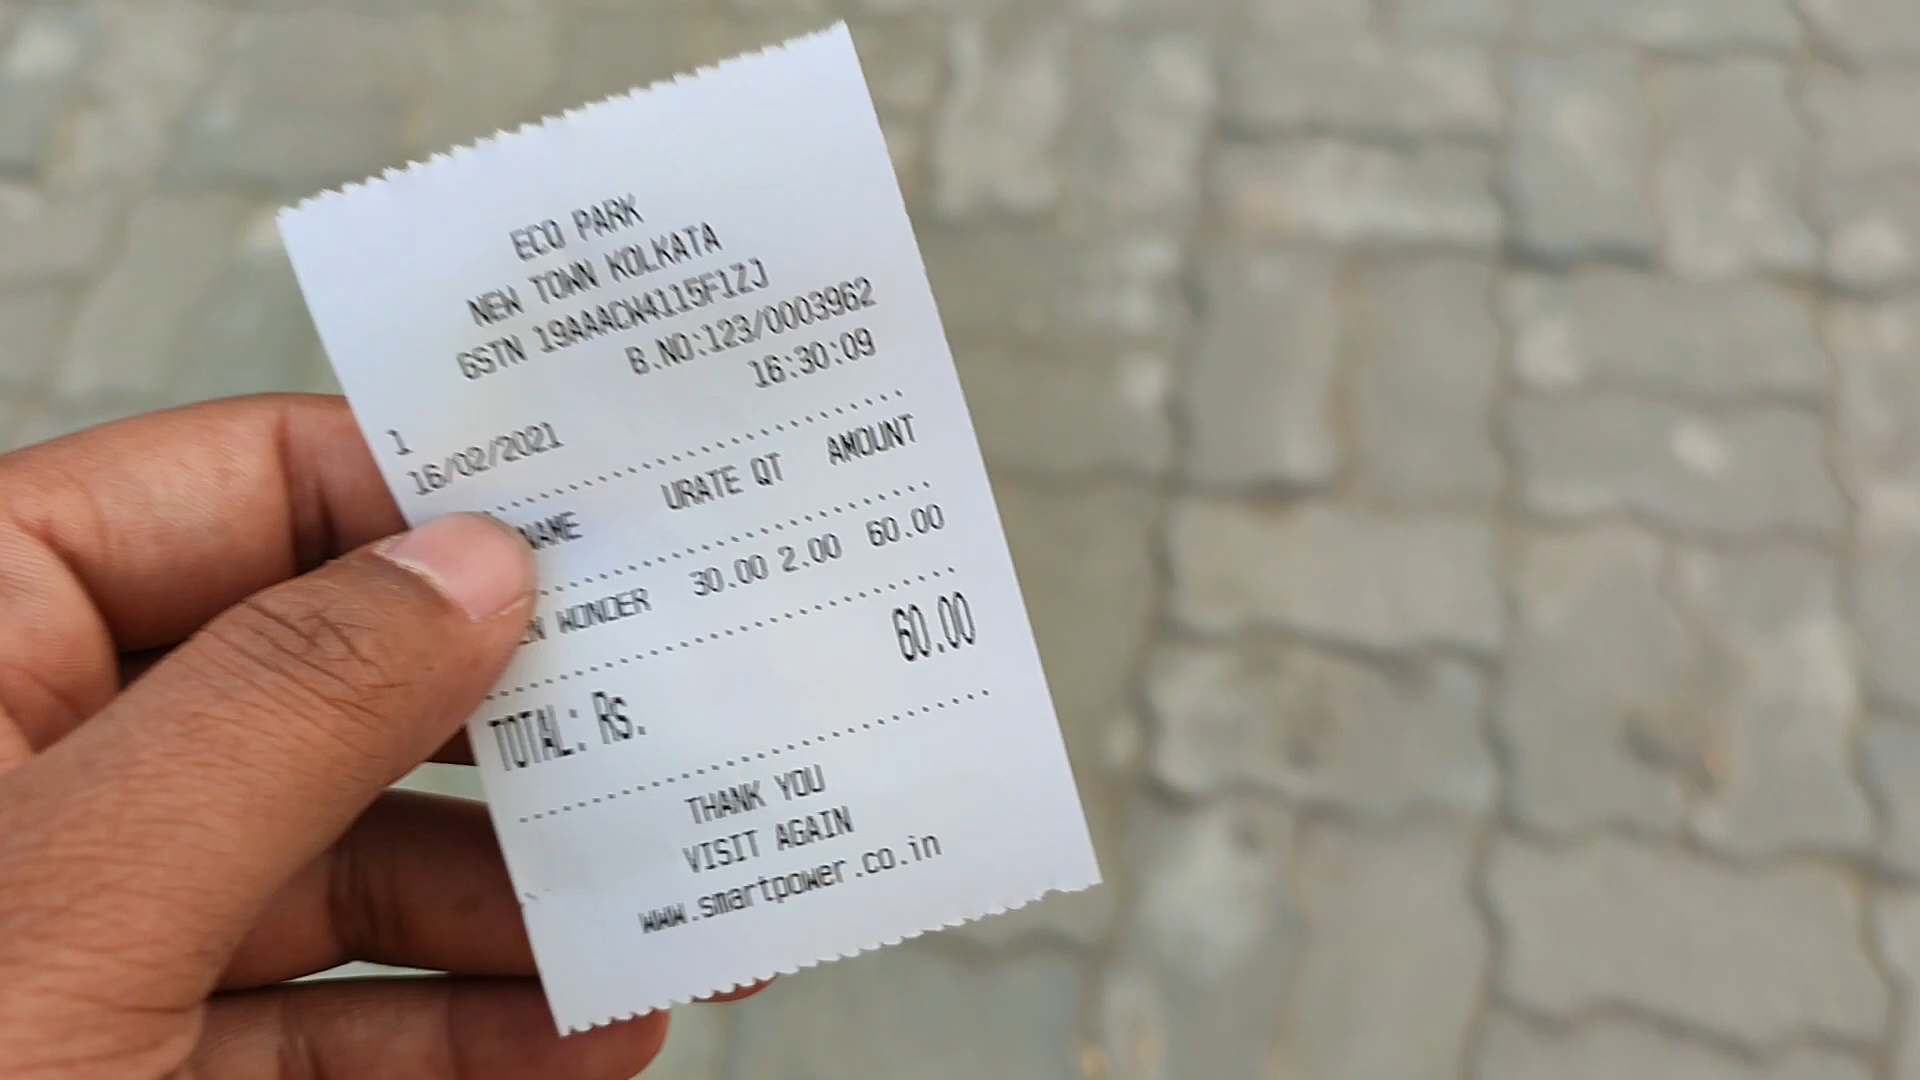 ECO PARK
NEW TOWN KOLKATA
GSTN 19AAACW4115F1ZJ
B.NO:123/0003962
1
16/02/2021 16:30:09
NAME URATE QT AMOUNT
WONDER 30.00 2.00 60.00
TOTAL: Rs. 60.00
THANK YOU
VISIT AGAIN
www.smartpower.co.in